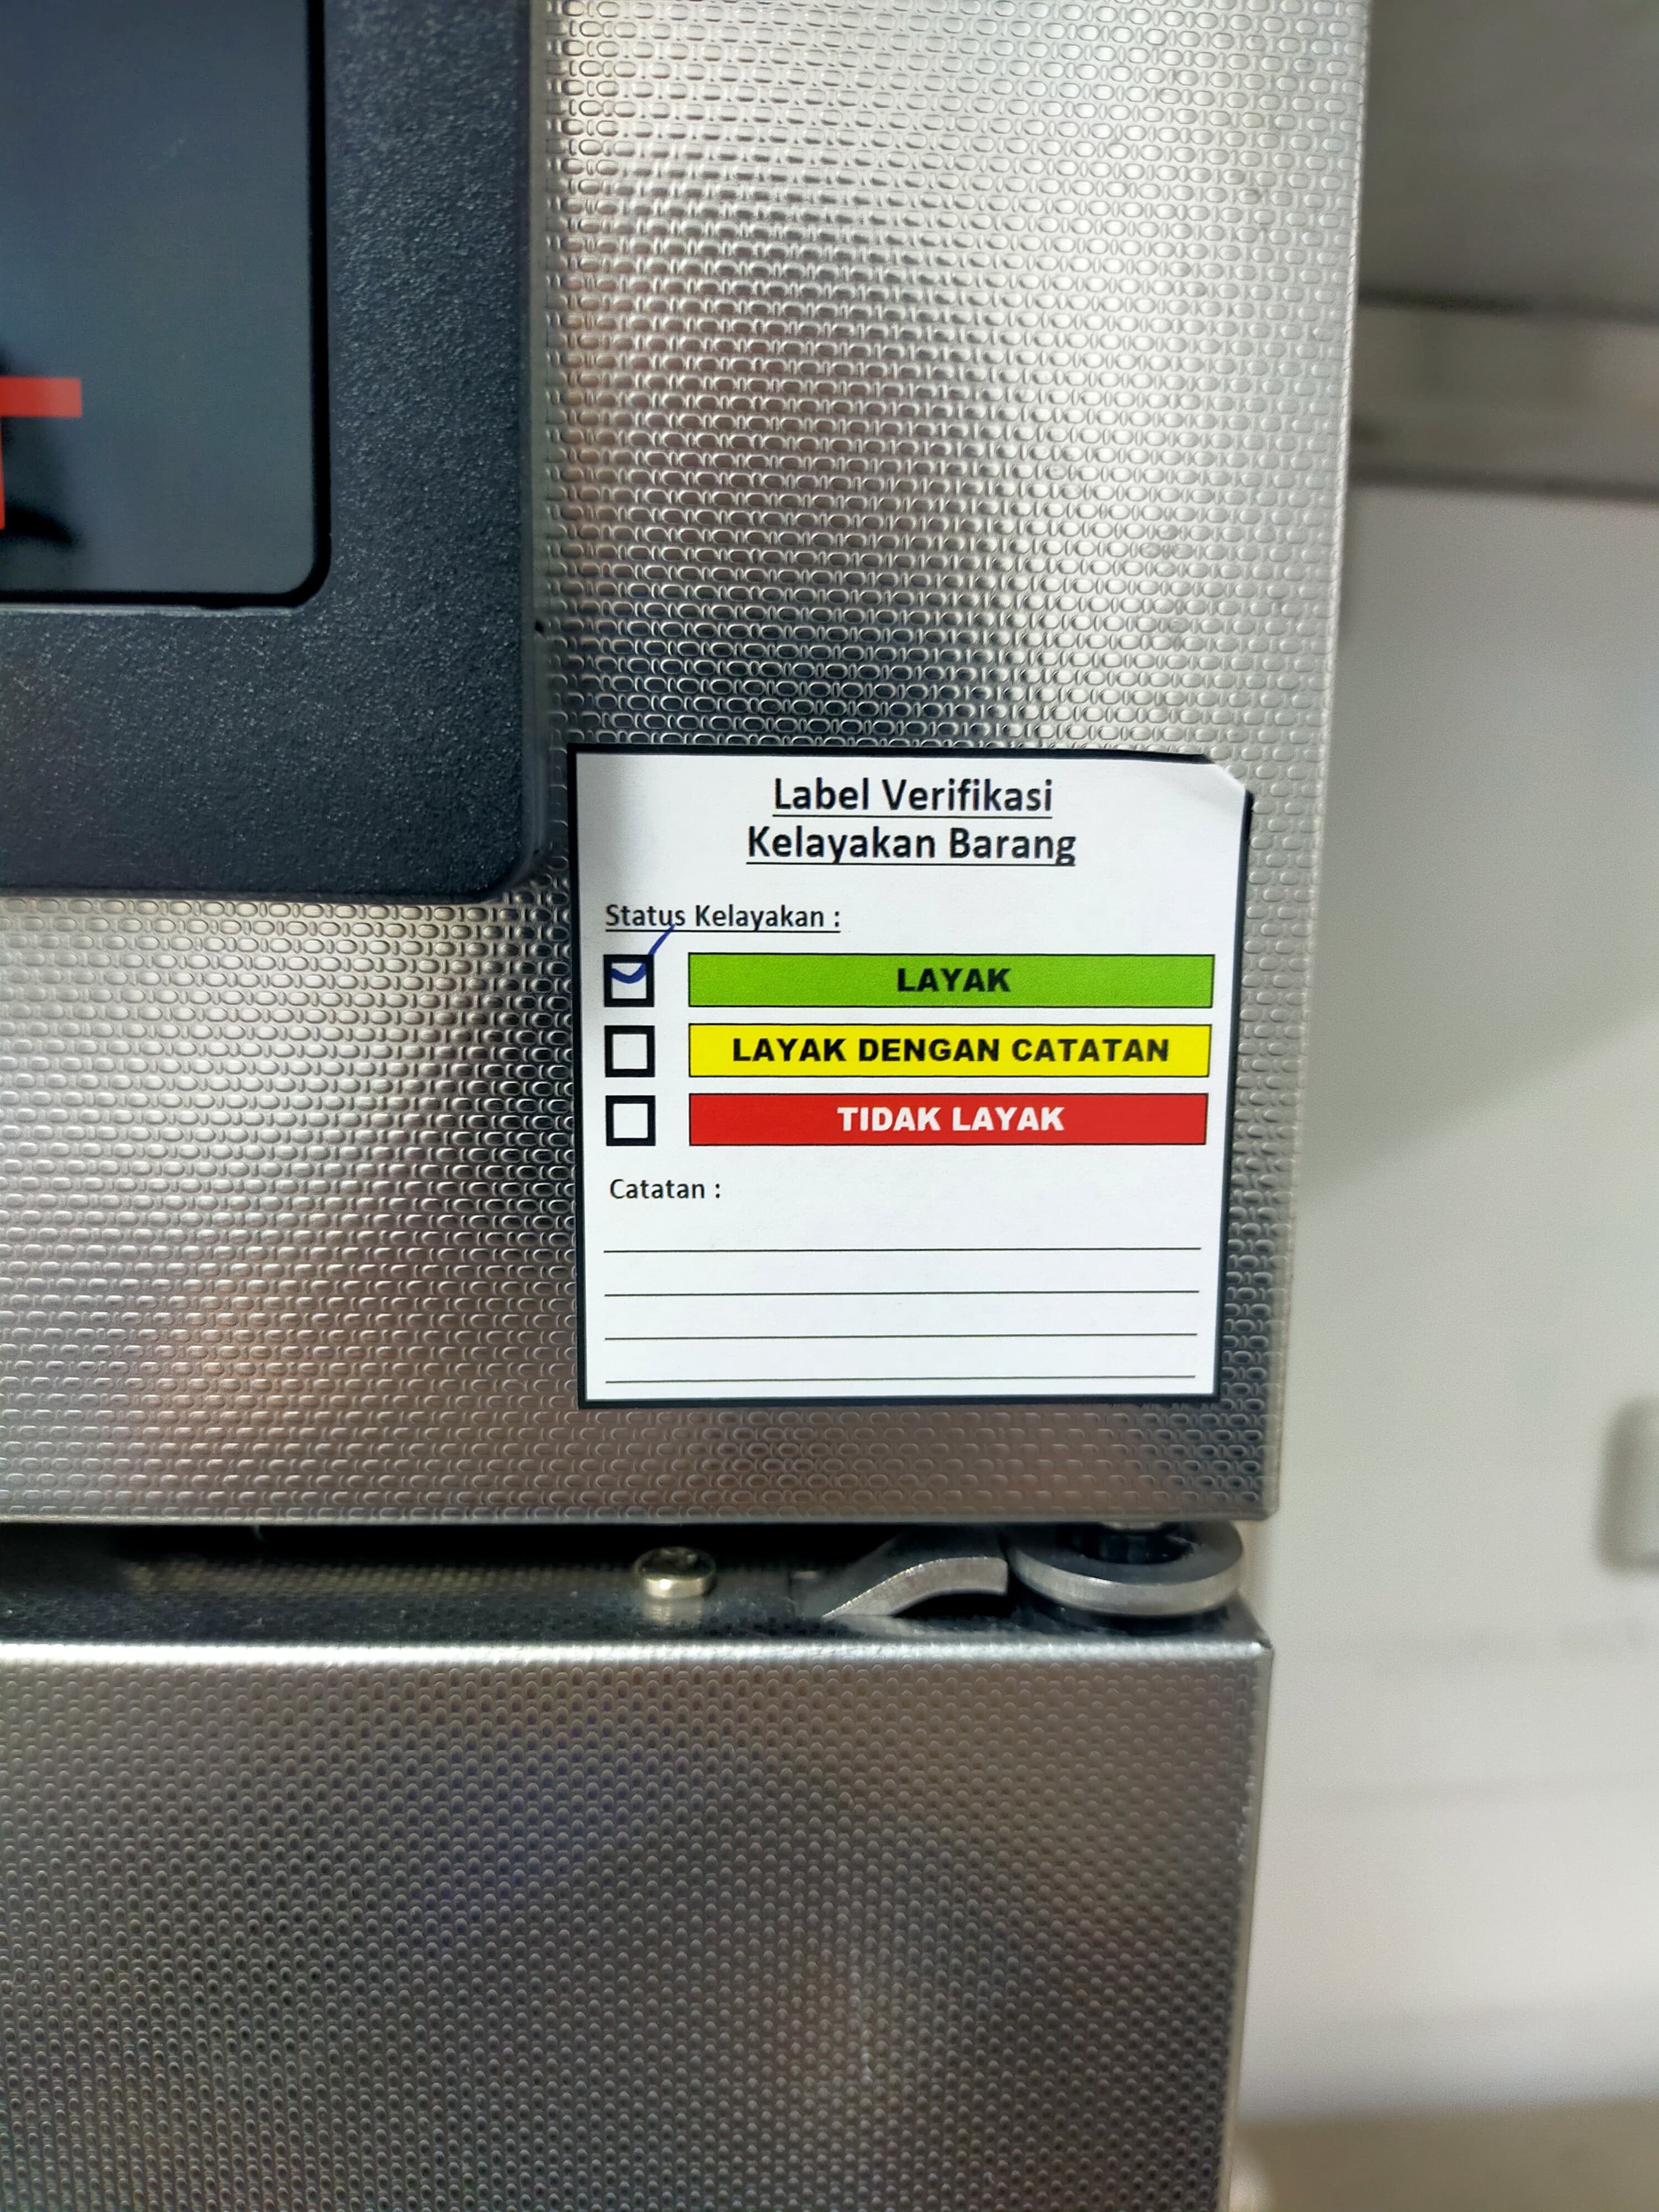 Label Verifikasi
Kelayakan Barang
Status Kelayakan :
LAYAK
LAYAK DENGAN CATATAN
TIDAK LAYAK
Catatan :